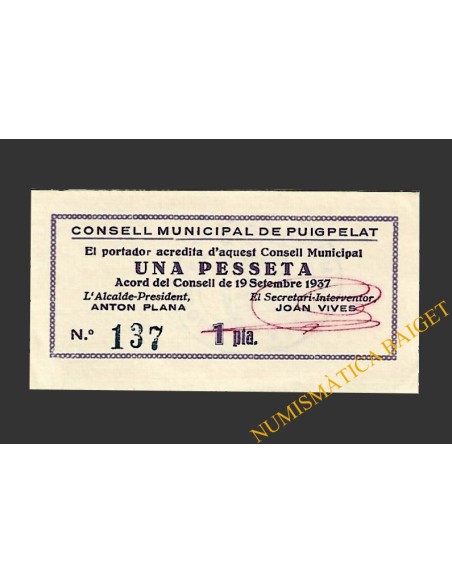 CONSELL MUNICIPAL DE PUIGPELAT
El portador acredita d'aquest Consell Municipal
UNA PESSETA
Acord del Consell de 19 Setembre 1937
L'Alcalde-President,
ANTON PLANA
El Secretari-Interventor,
JOAN VIVES
N.º 137
1 pta.
NUMISMÀTICA BAIGET